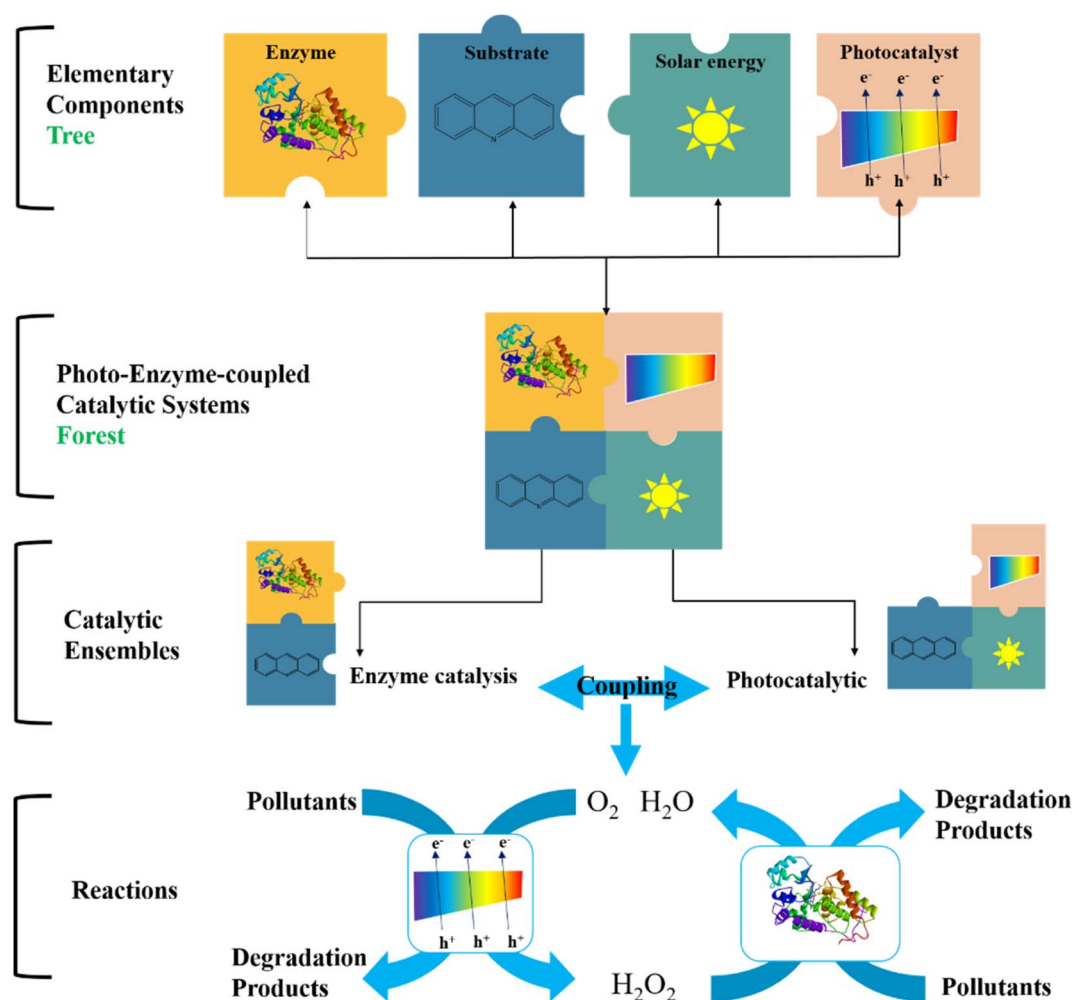 Elementary
Components
Tree
Enzyme
Substrate
N
Solar energy
Photocatalyst
e⁻ e⁻ e⁻
h⁺ h⁺ h⁺
Photo-Enzyme-coupled
Catalytic Systems
Forest
N
Catalytic
Ensembles
Enzyme catalysis
Coupling
Photocatalytic
Reactions
Pollutants
O₂ H₂O
Degradation
Products
e⁻ e⁻ e⁻
h⁺ h⁺ h⁺
Degradation
Products
H₂O₂
Pollutants